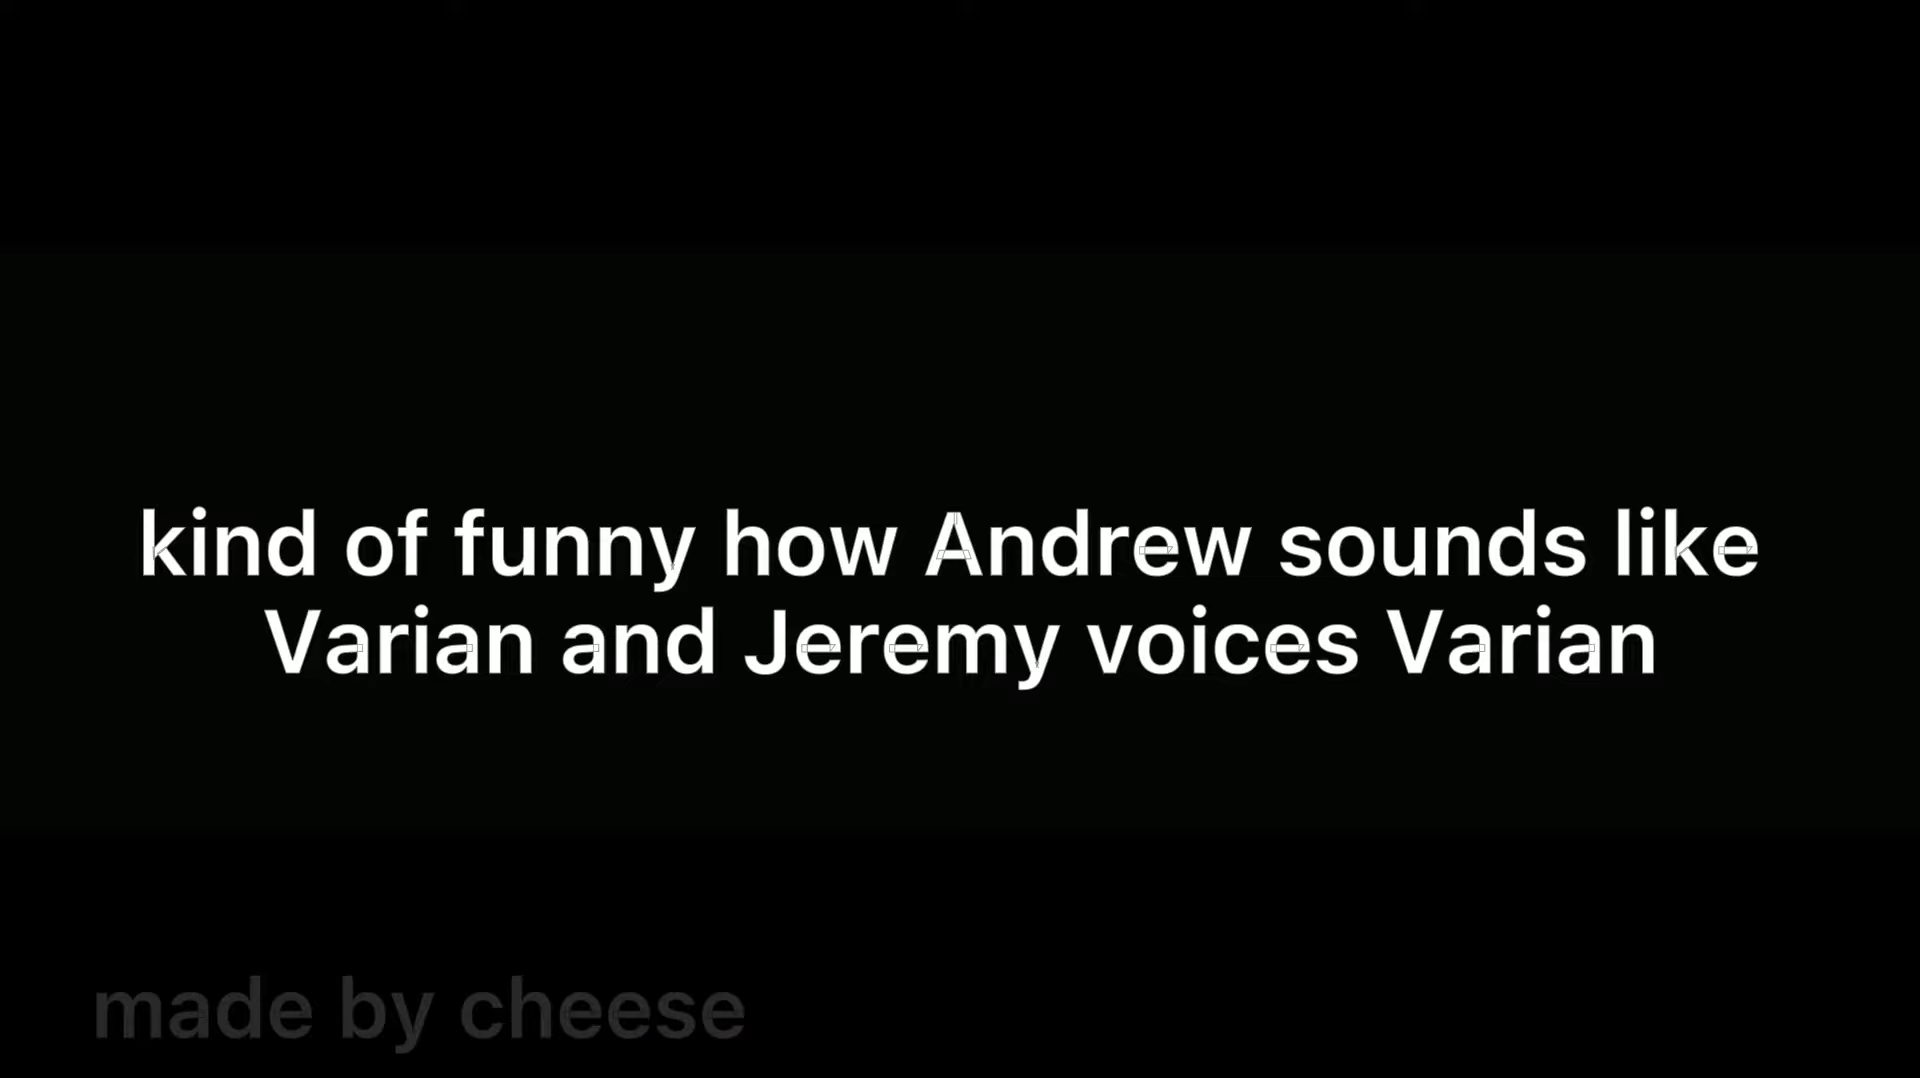 kind of funny how Andrew sounds like
Varian and Jeremy voices Varian
made by cheese